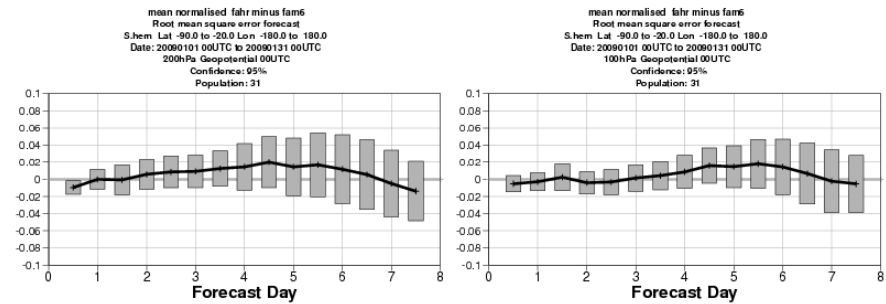 mean normalised fahr minus fam6
Root mean square error forecast
S.hem Lat -90.0 to -20.0 Lon -180.0 to 180.0
Date: 20090101 00UTC to 20090131 00UTC
200hPa Geopotential 00UTC
Confidence: 95%
Population: 31
0.1
0.08
0.06
0.04
0.02
0
-0.02
-0.04
-0.06
-0.08
-0.1
0 1 2 3 4 5 6 7 8
Forecast Day
mean normalised fahr minus fam6
Root mean square error forecast
S.hem Lat -90.0 to -20.0 Lon -180.0 to 180.0
Date: 20090101 00UTC to 20090131 00UTC
100hPa Geopotential 00UTC
Confidence: 95%
Population: 31
0.1
0.08
0.06
0.04
0.02
0
-0.02
-0.04
-0.06
-0.08
-0.1
0 1 2 3 4 5 6 7 8
Forecast Day